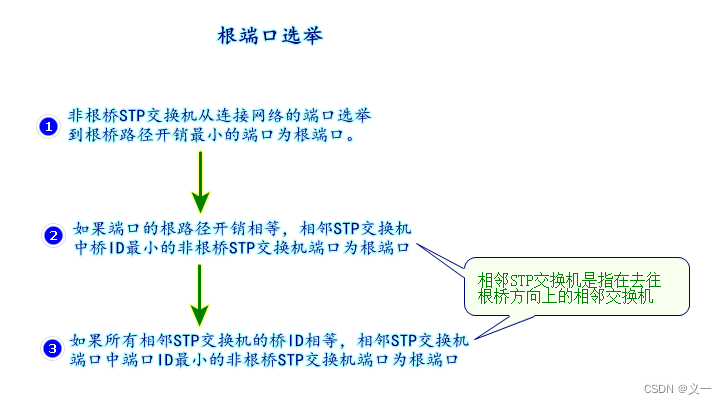 根端口选举
1 非根桥STP交换机从连接网络的端口选举
到根桥路径开销最小的端口为根端口。
2 如果端口的根路径开销相等，相邻STP交换机
中桥ID最小的非根桥STP交换机端口为根端口
相邻STP交换机是指在去往
根桥方向上的相邻交换机
3 如果所有相邻STP交换机的桥ID相等，相邻STP交换机
端口中端口ID最小的非根桥STP交换机端口为根端口
CSDN @义一